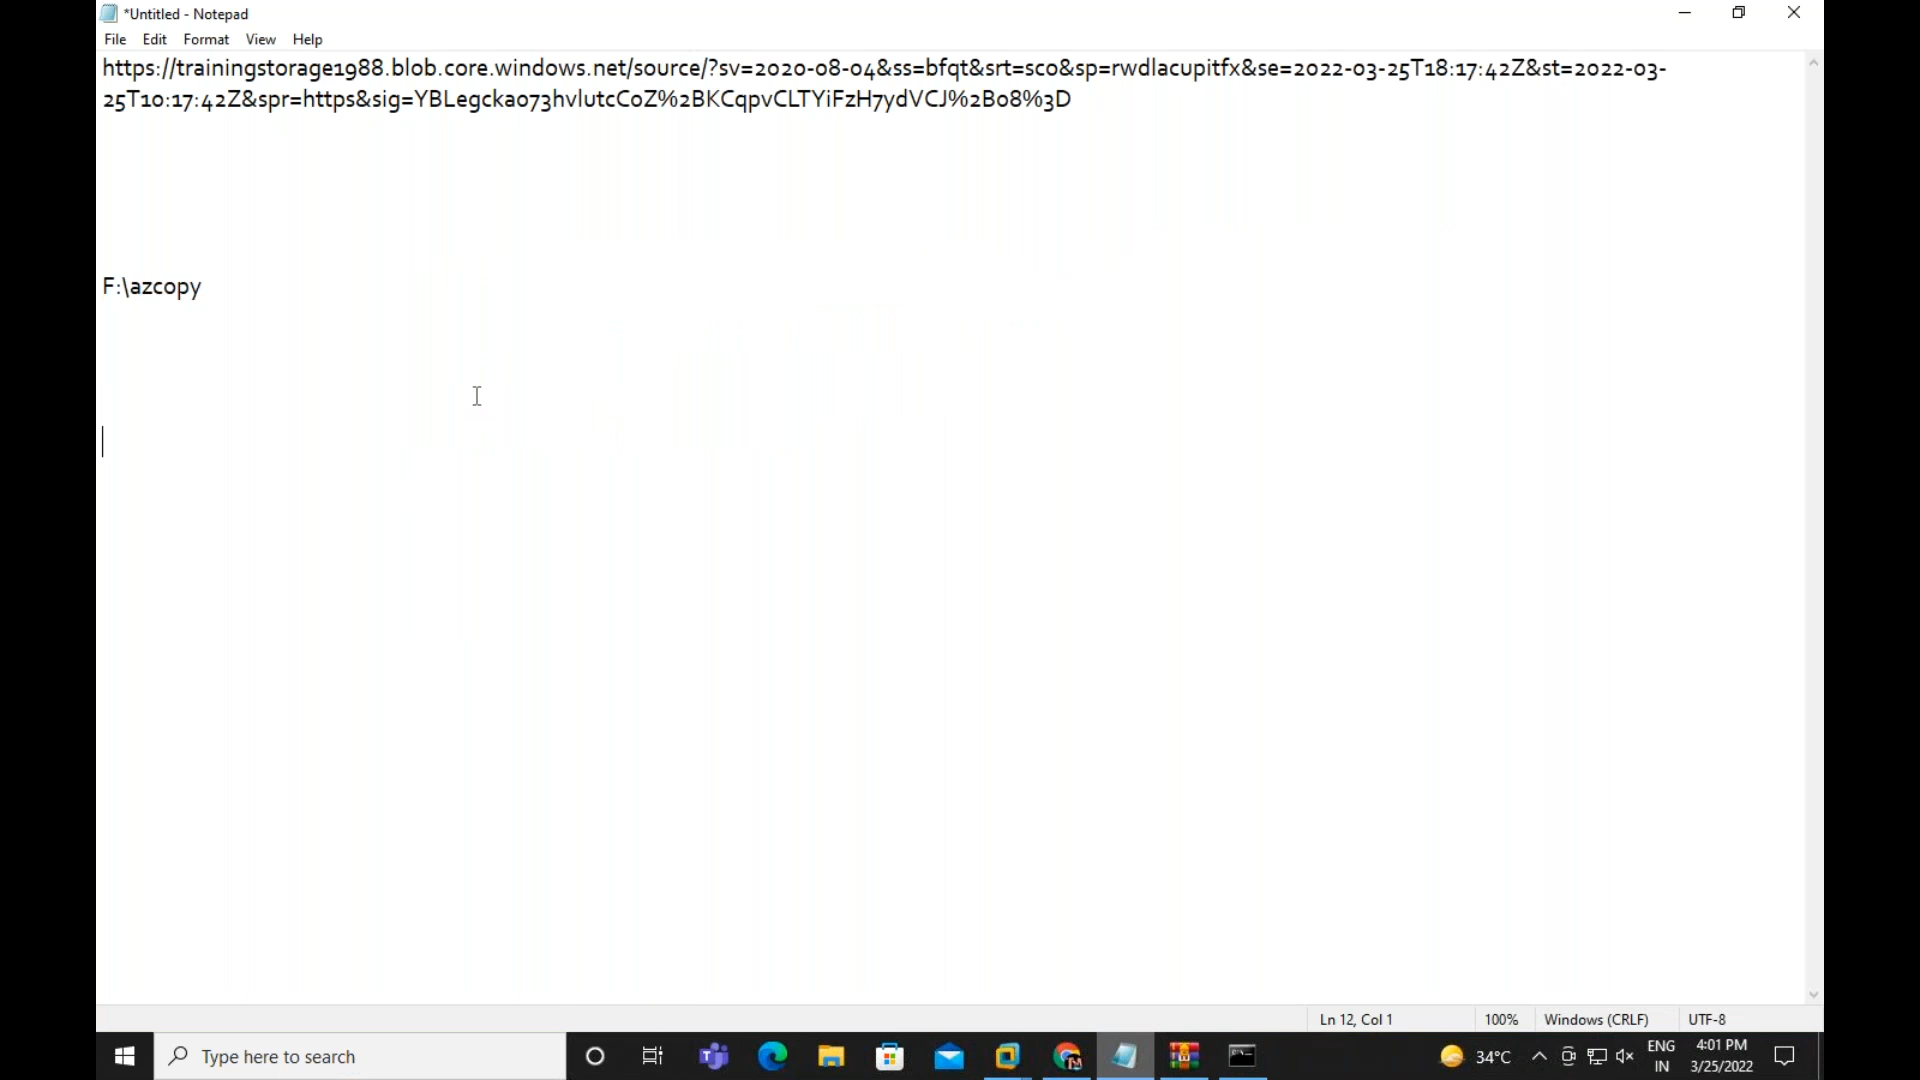 *Untitled - Notepad
File Edit Format View Help
https://trainingstorage1988.blob.core.windows.net/source/?sv=2020-08-04&ss=bfqt&srt=sco&sp=rwdlacupitfx&se=2022-03-25T18:17:42Z&st=2022-03-
25T10:17:42Z&spr=https&sig=YBLegckao73hvlutcCoZ%2BKCqpvCLTYiFzH7ydVCJ%2Bo8%3D
F:\azcopy
Ln 12, Col 1 100% Windows (CRLF) UTF-8
Type here to search 34°C ENG 4:01 PM
IN 3/25/2022